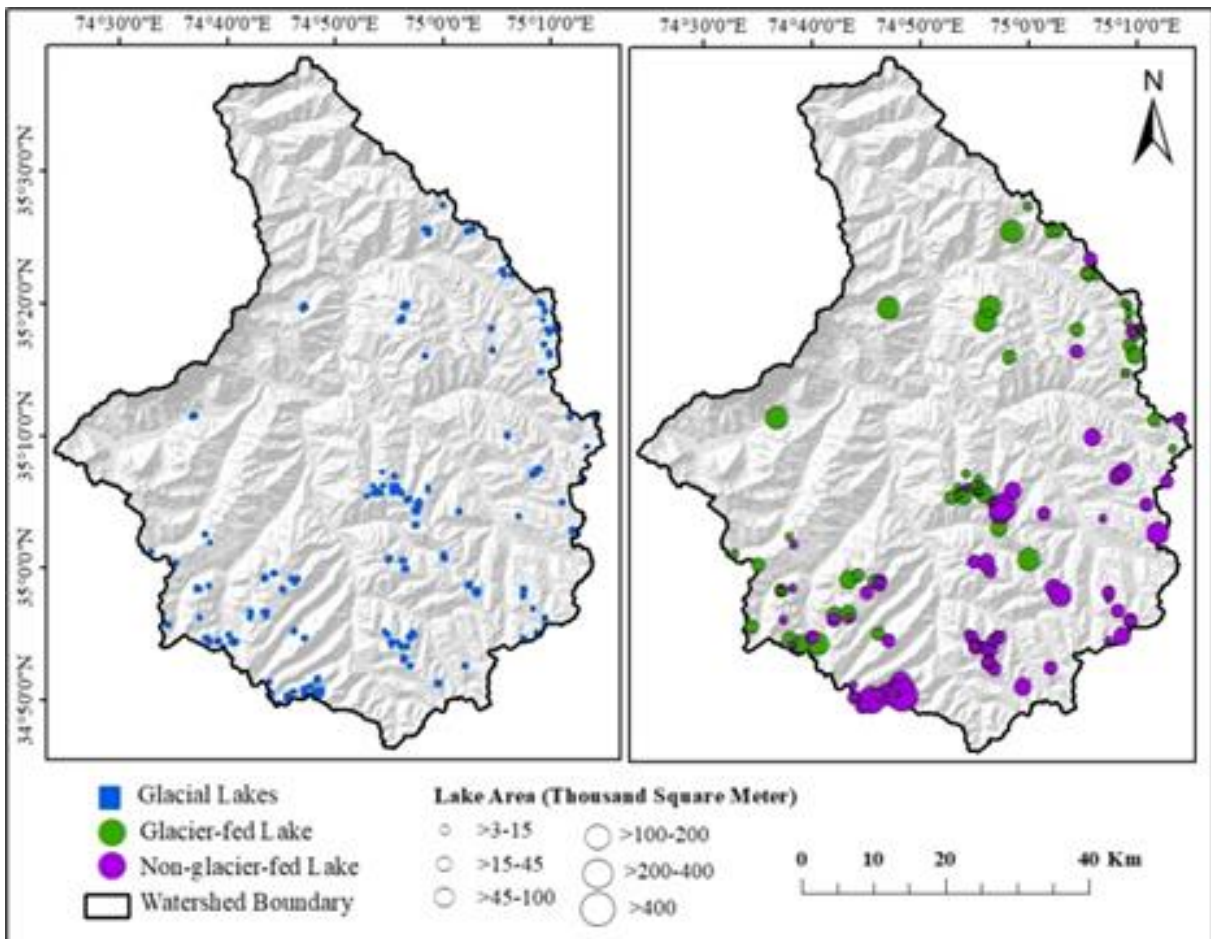 74°30'0"E 74°40'0"E 74°50'0"E 75°0'0"E 75°10'0"E
74°30'0"E 74°40'0"E 74°50'0"E 75°0'0"E 75°10'0"E
N
35°30'0"N
35°20'0"N
35°10'0"N
35°0'0"N
34°50'0"N
Glacial Lakes
Glacier-fed Lake
Non-glacier-fed Lake
Watershed Boundary
Lake Area (Thousand Square Meter)
>3-15
>15-45
>45-100
>100-200
>200-400
>400
0 10 20 40 Km